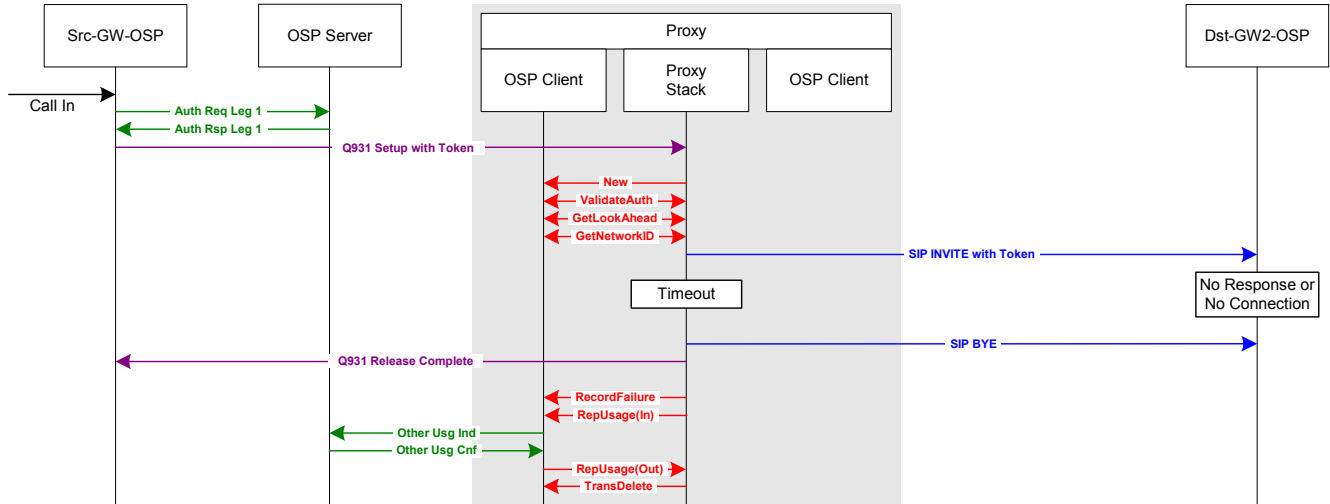 Src-GW-OSP
OSP Server
Proxy
Dst-GW2-OSP
OSP Client
Proxy
Stack
OSP Client
Call In
Auth Req Leg 1
Auth Rsp Leg 1
Q931 Setup with Token
New
ValidateAuth
GetLookAhead
GetNetworkID
SIP INVITE with Token
Timeout
No Response or
No Connection
SIP BYE
Q931 Release Complete
RecordFailure
RepUsage(In)
Other Usg Ind
Other Usg Cnf
RepUsage(Out)
TransDelete